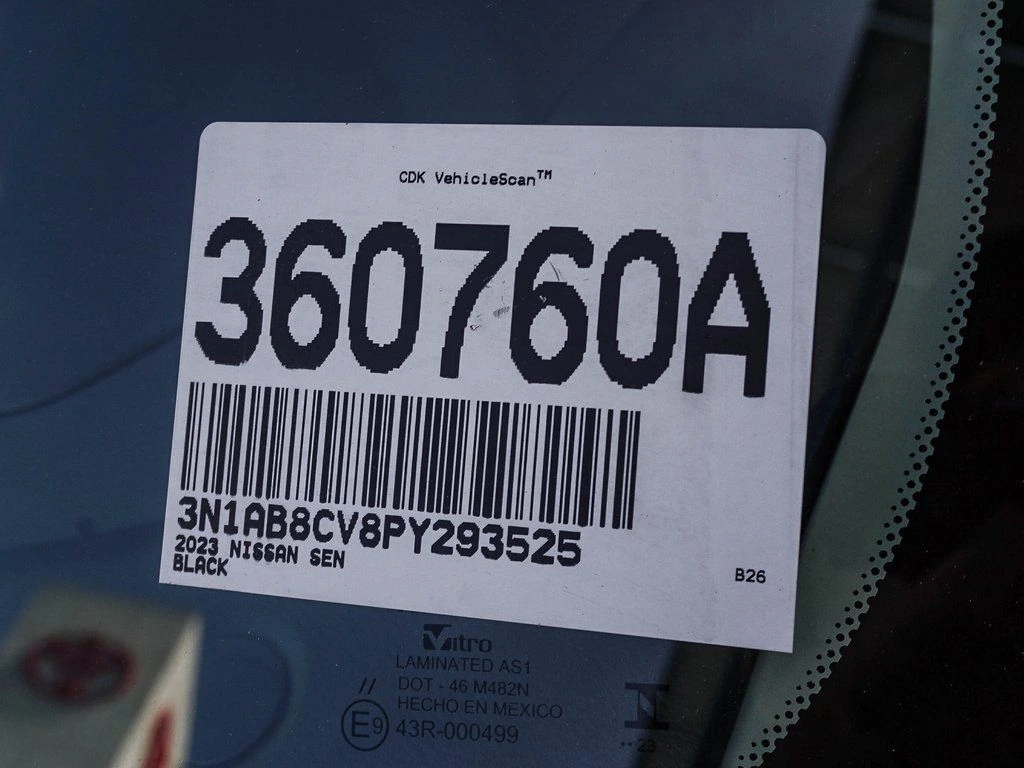 CDK VehicleScan™
360760A
3N1AB8CV8PY293525
2023 NISSAN SEN
BLACK
B26
Vitro
LAMINATED AS1
// DOT - 46 M482N
HECHO EN MEXICO
E9 43R-000499
•• 23